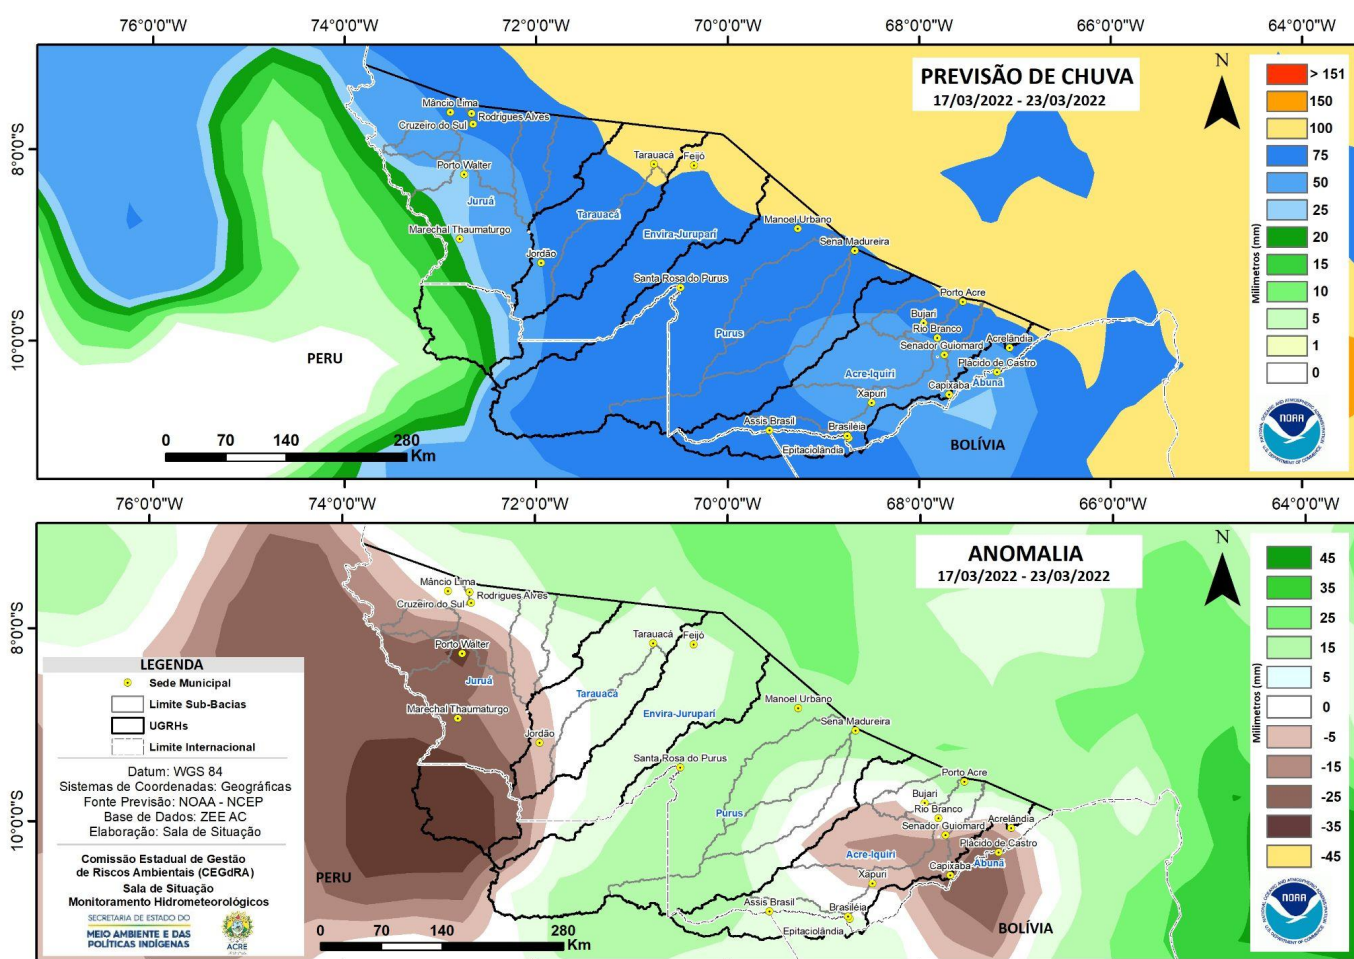 76°0'0"W 74°0'0"W 72°0'0"W 70°0'0"W 68°0'0"W 66°0'0"W 64°0'0"W
8°0'0"S
10°0'0"S
PREVISÃO DE CHUVA
17/03/2022 - 23/03/2022
N
Milímetros (mm)
> 151
150
100
75
50
25
20
15
10
5
1
0
NOAA
Mâncio Lima
Rodrigues Alves
Cruzeiro do Sul
Porto Walter
Juruá
Marechal Thaumaturgo
Jordão
Tarauacá
Feijó
Tarauacá
Envira-Jurupari
Manoel Urbano
Sena Madureira
Santa Rosa do Purus
Purus
Porto Acre
Bujari
Rio Branco
Senador Guiomard
Acrelândia
Plácido de Castro
Acre-Iquiri
Abunã
Capixaba
Xapuri
Assis Brasil
Brasiléia
Epitaciolândia
PERU
BOLÍVIA
0 70 140 280
Km
76°0'0"W 74°0'0"W 72°0'0"W 70°0'0"W 68°0'0"W 66°0'0"W 64°0'0"W
8°0'0"S
10°0'0"S
ANOMALIA
17/03/2022 - 23/03/2022
N
Milímetros (mm)
45
35
25
15
5
0
-5
-15
-25
-35
-45
NOAA
Mâncio Lima
Rodrigues Alves
Cruzeiro do Sul
Porto Walter
Juruá
Marechal Thaumaturgo
Jordão
Tarauacá
Feijó
Tarauacá
Envira-Jurupari
Manoel Urbano
Sena Madureira
Santa Rosa do Purus
Purus
Porto Acre
Bujari
Rio Branco
Senador Guiomard
Acrelândia
Plácido de Castro
Acre-Iquiri
Abunã
Capixaba
Xapuri
Assis Brasil
Brasiléia
Epitaciolândia
PERU
BOLÍVIA
0 70 140 280
Km
LEGENDA
Sede Municipal
Limite Sub-Bacias
UGRHs
Limite Internacional
Datum: WGS 84
Sistemas de Coordenadas: Geográficas
Fonte Previsão: NOAA - NCEP
Base de Dados: ZEE AC
Elaboração: Sala de Situação
Comissão Estadual de Gestão
de Riscos Ambientais (CEGdRA)
Sala de Situação
Monitoramento Hidrometeorológicos
SECRETARIA DE ESTADO DO
MEIO AMBIENTE E DAS
POLÍTICAS INDÍGENAS
ACRE